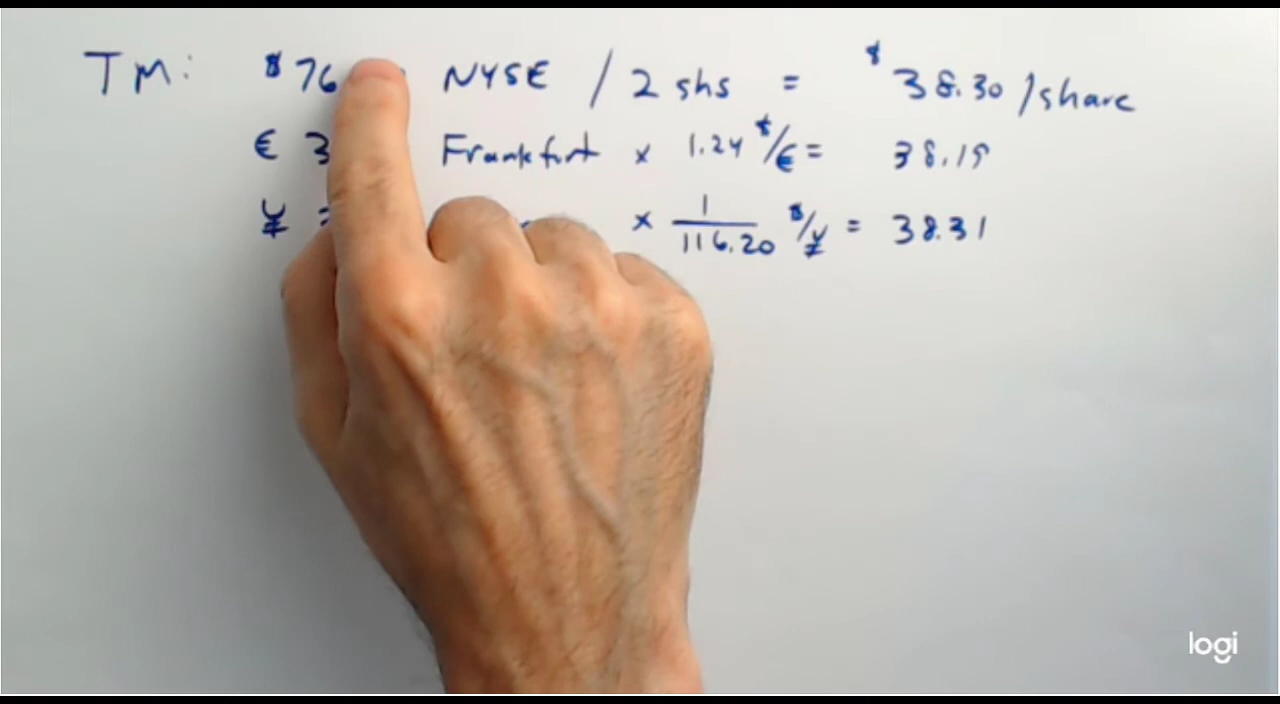 TM: $ 76 NYSE / 2 shs = $ 38.30 / share
€ 3 Frankfurt x 1.24 $/€ = 38.19
¥ x 1/116.20 $/¥ = 38.31
logi